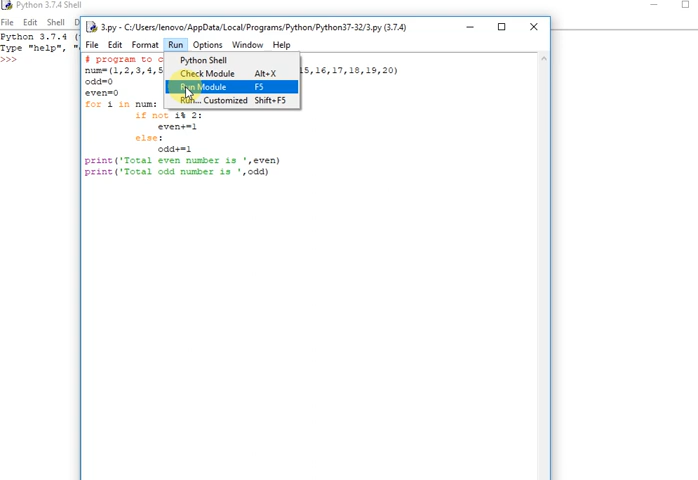 Python 3.7.4 Shell
File Edit Shell
Python 3.7.4 (
Type "help", "
>>>
3.py - C:/Users/lenovo/AppData/Local/Programs/Python/Python37-32/3.py (3.7.4)
File Edit Format Run Options Window Help
# program to c
num=(1,2,3,4,5 15,16,17,18,19,20)
odd=0
even=0
for i in num:
if not i% 2:
even+=1
else:
odd+=1
print('Total even number is ',even)
print('Total odd number is ',odd)
Python Shell
Check Module Alt+X
Run Module F5
Run... Customized Shift+F5